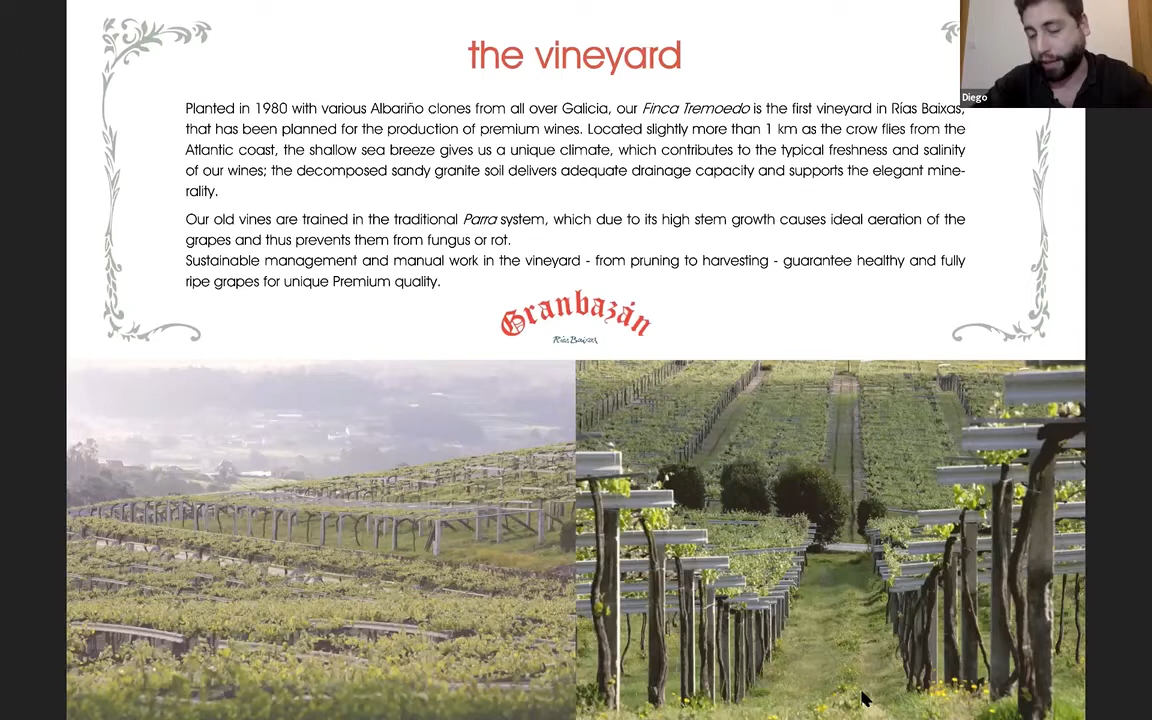 the vineyard
Planted in 1980 with various Albariño clones from all over Galicia, our Finca Tremoedo is the first vineyard in Rías Baixas,
that has been planned for the production of premium wines. Located slightly more than 1 km as the crow flies from the
Atlantic coast, the shallow sea breeze gives us a unique climate, which contributes to the typical freshness and salinity
of our wines; the decomposed sandy granite soil delivers adequate drainage capacity and supports the elegant mine-
rality.
Our old vines are trained in the traditional Parra system, which due to its high stem growth causes ideal aeration of the
grapes and thus prevents them from fungus or rot.
Sustainable management and manual work in the vineyard - from pruning to harvesting - guarantee healthy and fully
ripe grapes for unique Premium quality.
Granbazán
Rías Baixas
Diego